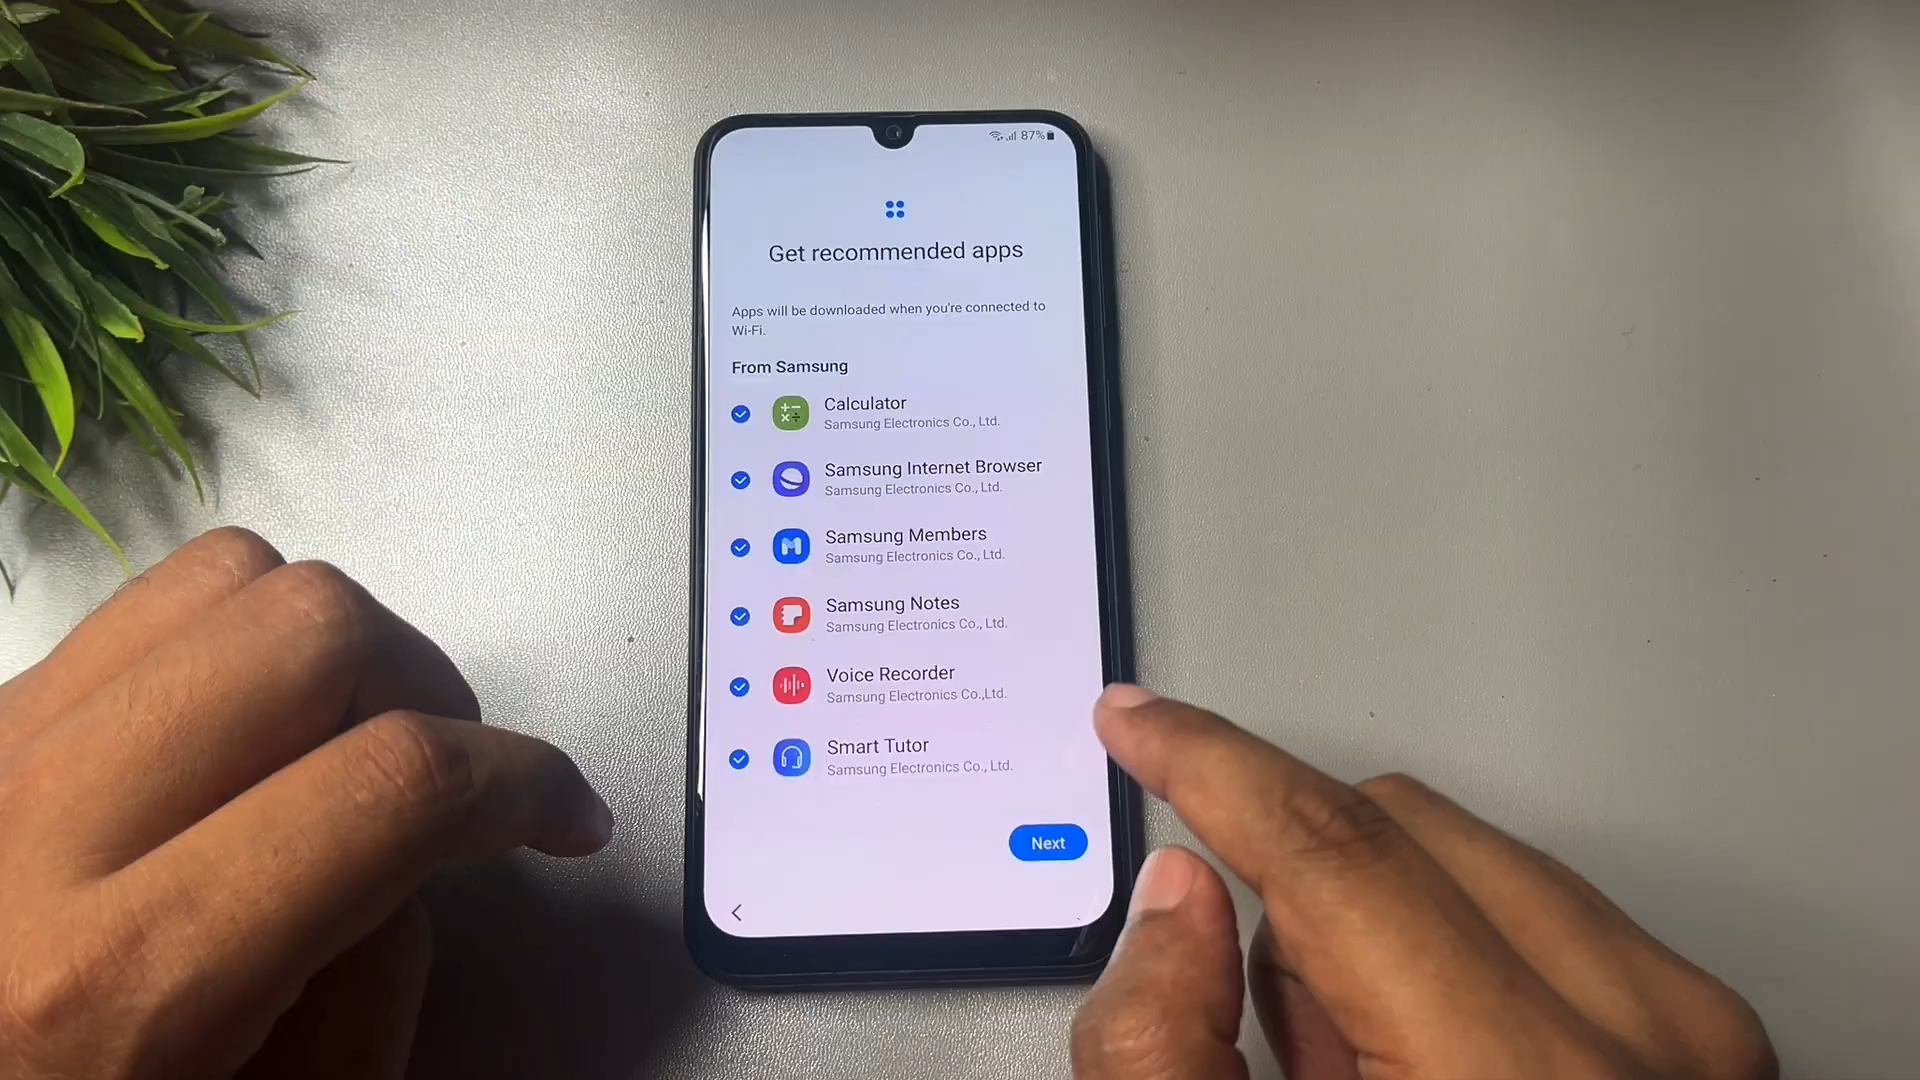 87%
Get recommended apps
Apps will be downloaded when you're connected to
Wi-Fi.
From Samsung
Calculator
Samsung Electronics Co., Ltd.
Samsung Internet Browser
Samsung Electronics Co., Ltd.
Samsung Members
Samsung Electronics Co., Ltd.
Samsung Notes
Samsung Electronics Co., Ltd.
Voice Recorder
Samsung Electronics Co.,Ltd.
Smart Tutor
Samsung Electronics Co., Ltd.
Next